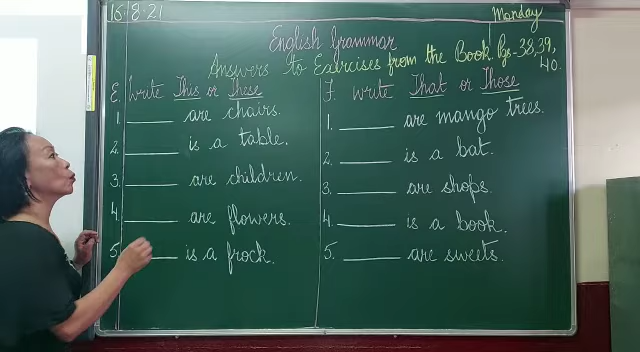 16·8·21
Monday
English Grammar
Answers to Exercises from the Book. Pgs-38,39,
40.
E. Write This or These
1. ______ are chairs.
2. ______ is a table.
3. ______ are children.
4. ______ are flowers.
5. ______ is a frock.
F. Write That or Those
1. ______ are mango trees.
2. ______ is a bat.
3. ______ are shops.
4. ______ is a book.
5. ______ are sweets.